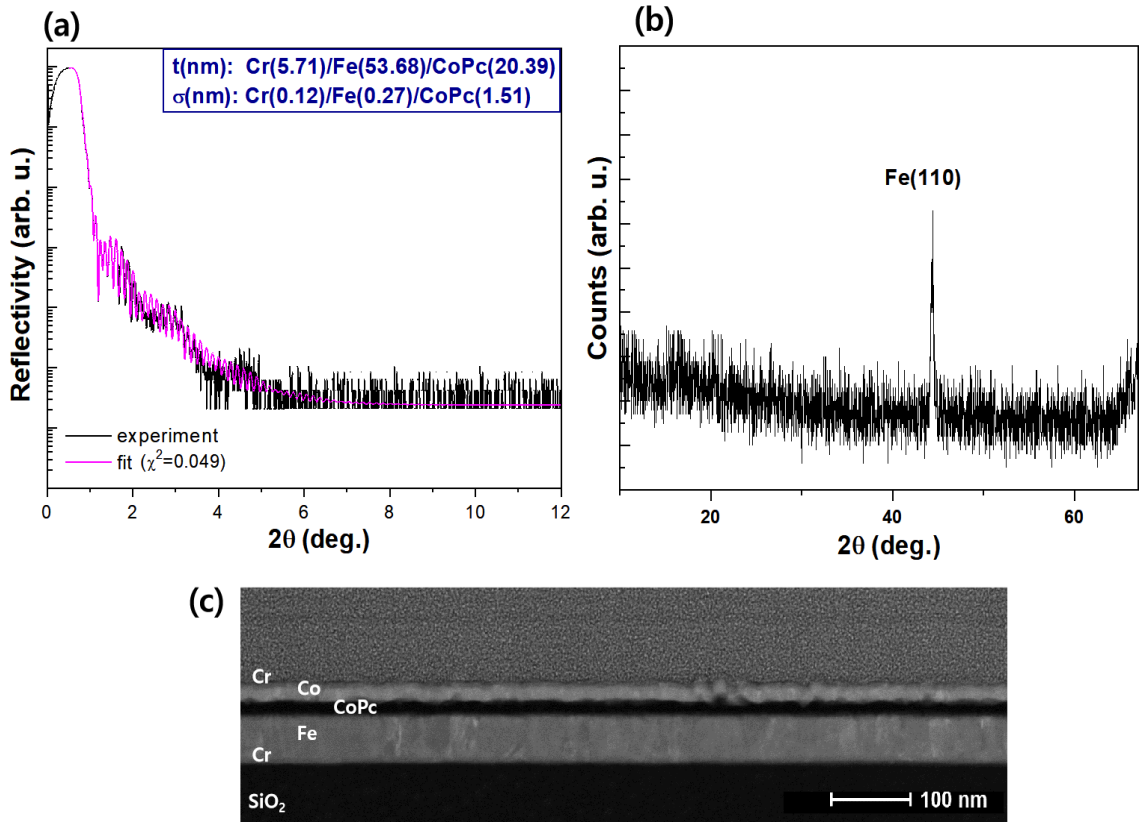 (a)
t(nm): Cr(5.71)/Fe(53.68)/CoPc(20.39)
σ(nm): Cr(0.12)/Fe(0.27)/CoPc(1.51)
Reflectivity (arb. u.)
experiment
fit (χ²=0.049)
0 2 4 6 8 10 12
2θ (deg.)
(b)
Fe(110)
Counts (arb. u.)
20 40 60
2θ (deg.)
(c)
Cr
Co
CoPc
Fe
Cr
SiO₂
100 nm